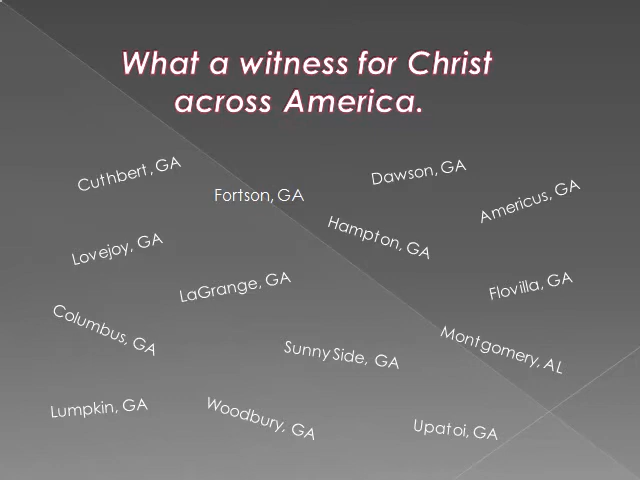 What a witness for Christ
across America.
Cuthbert, GA
Fortson, GA
Dawson, GA
Americus, GA
Lovejoy, GA
Hampton, GA
LaGrange, GA
Flovilla, GA
Columbus, GA
Sunny Side, GA
Montgomery, AL
Lumpkin, GA
Woodbury, GA
Upatoi, GA